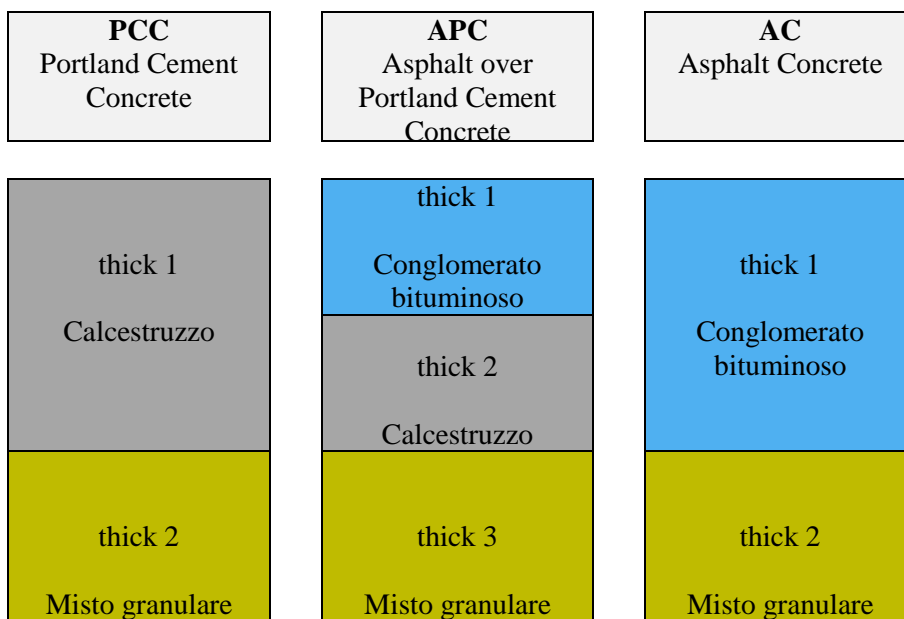 PCC
Portland Cement
Concrete
APC
Asphalt over
Portland Cement
Concrete
AC
Asphalt Concrete
thick 1
Calcestruzzo
thick 2
Misto granulare
thick 1
Conglomerato
bituminoso
thick 2
Calcestruzzo
thick 3
Misto granulare
thick 1
Conglomerato
bituminoso
thick 2
Misto granulare